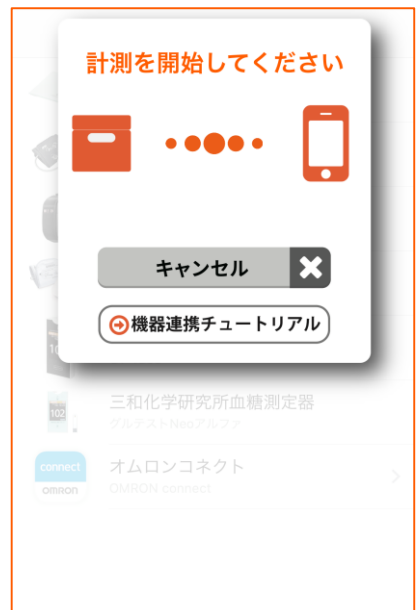 計測を開始してください
キャンセル
機器連携チュートリアル
102
三和化学研究所血糖測定器
グルテストNeoアルファ
connect
OMRON
オムロンコネクト
OMRON connect